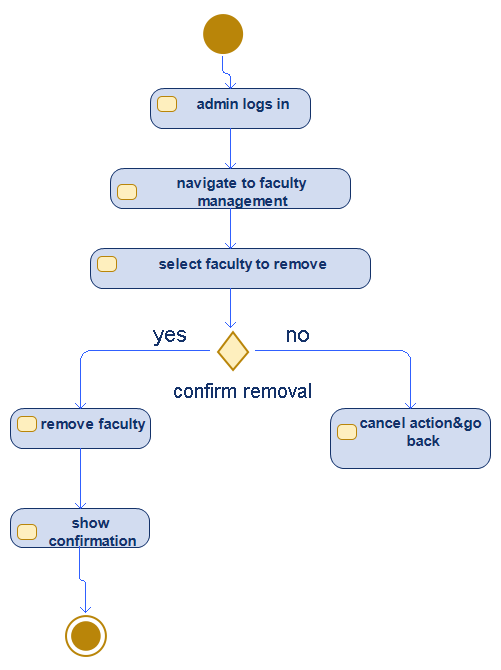 admin logs in
navigate to faculty
management
select faculty to remove
yes
no
confirm removal
remove faculty
cancel action&go
back
show
confirmation